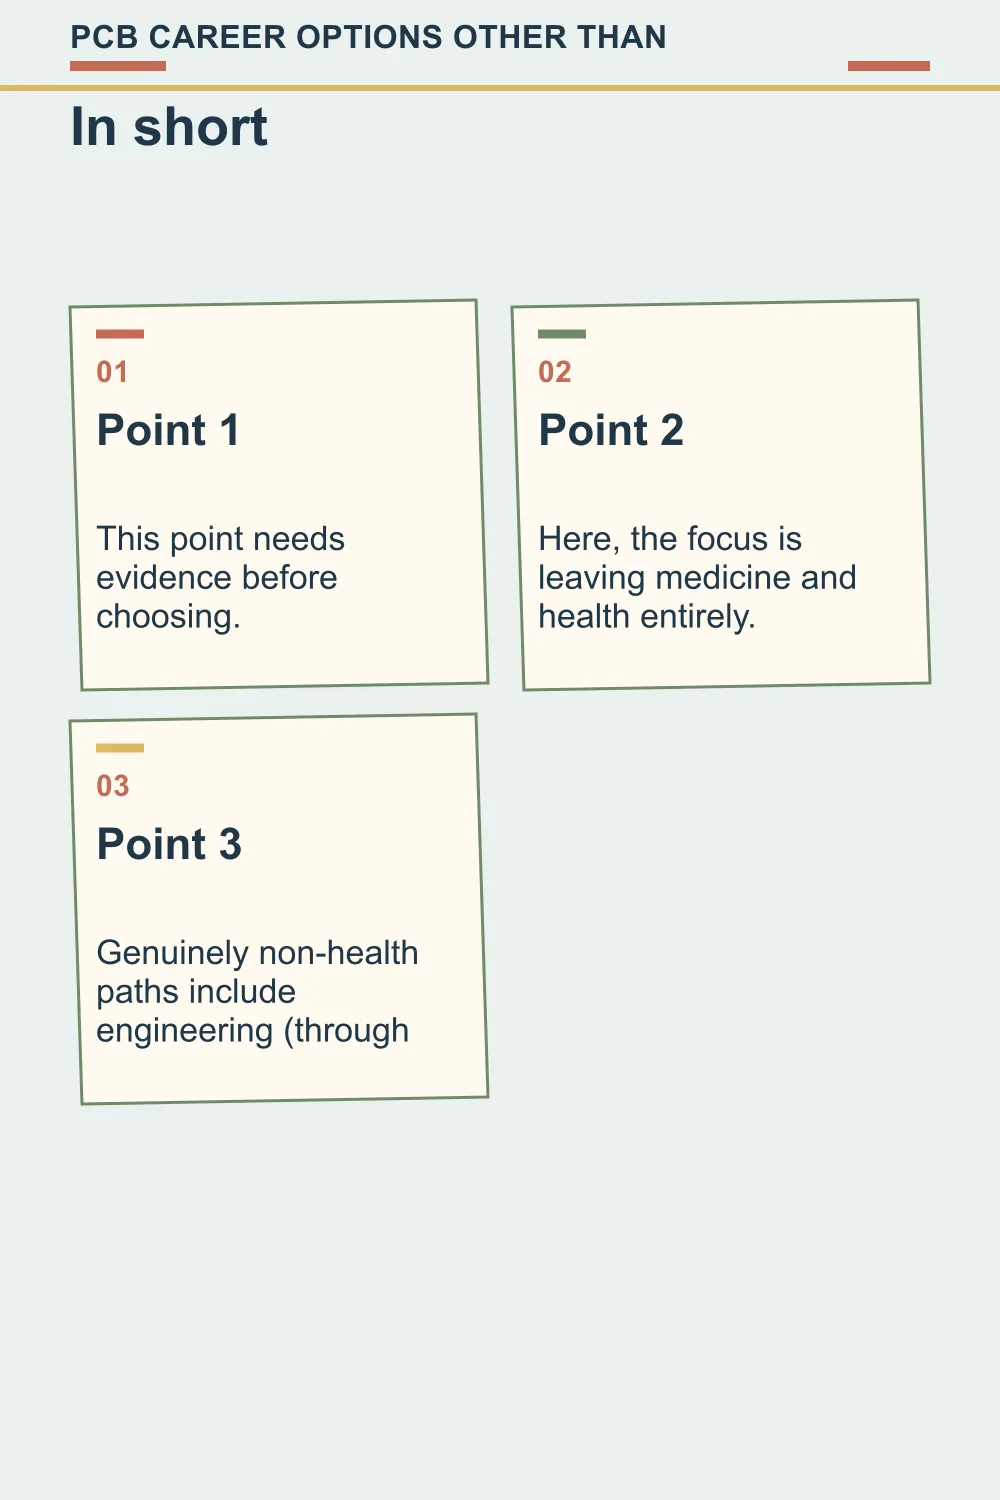 PCB CAREER OPTIONS OTHER THAN
In short
01
Point 1
This point needs
evidence before
choosing.
02
Point 2
Here, the focus is
leaving medicine and
health entirely.
03
Point 3
Genuinely non-health
paths include
engineering (through